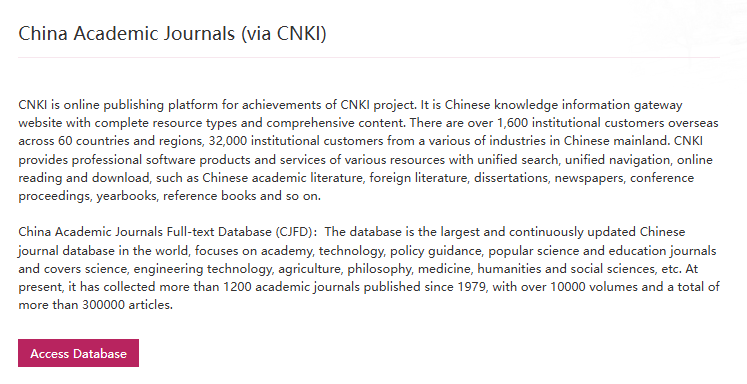 China Academic Journals (via CNKI)
CNKI is online publishing platform for achievements of CNKI project. It is Chinese knowledge information gateway
website with complete resource types and comprehensive content. There are over 1,600 institutional customers overseas
across 60 countries and regions, 32,000 institutional customers from a various of industries in Chinese mainland. CNKI
provides professional software products and services of various resources with unified search, unified navigation, online
reading and download, such as Chinese academic literature, foreign literature, dissertations, newspapers, conference
proceedings, yearbooks, reference books and so on.
China Academic Journals Full-text Database (CJFD)：The database is the largest and continuously updated Chinese
journal database in the world, focuses on academy, technology, policy guidance, popular science and education journals
and covers science, engineering technology, agriculture, philosophy, medicine, humanities and social sciences, etc. At
present, it has collected more than 1200 academic journals published since 1979, with over 10000 volumes and a total of
more than 300000 articles.
Access Database